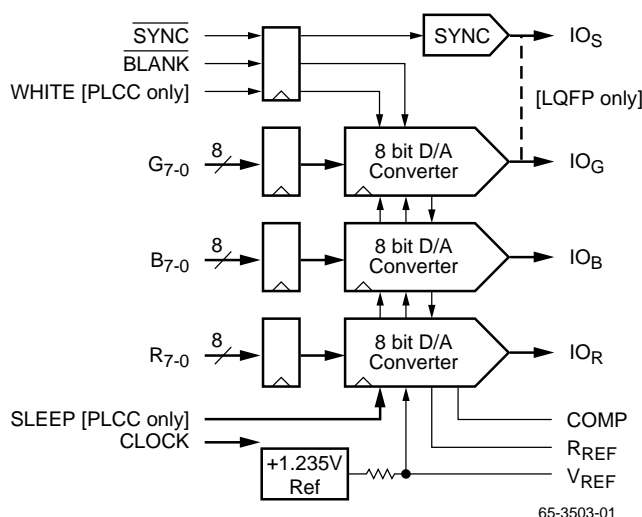 SYNC
SYNC
IOS
BLANK
WHITE [PLCC only]
[LQFP only]
G7-0
8
8 bit D/A
Converter
IOG
B7-0
8
8 bit D/A
Converter
IOB
R7-0
8
8 bit D/A
Converter
IOR
SLEEP [PLCC only]
CLOCK
COMP
RREF
+1.235V
Ref
VREF
65-3503-01